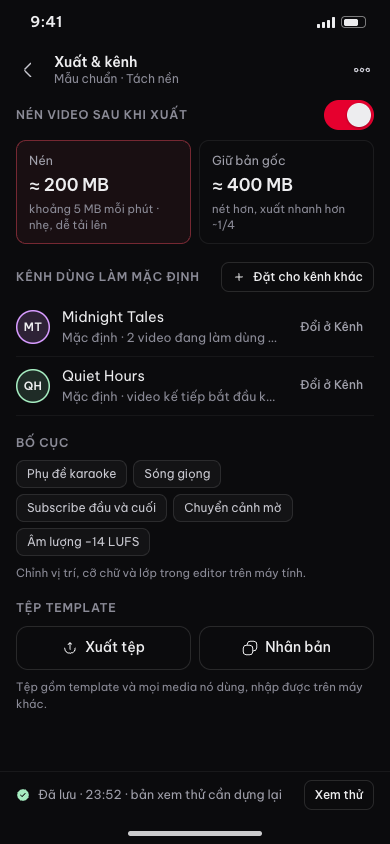 9:41
Xuất & kênh
Mẫu chuẩn · Tách nền
NÉN VIDEO SAU KHI XUẤT
Nén
≈ 200 MB
khoảng 5 MB mỗi phút ·
nhẹ, dễ tải lên
Giữ bản gốc
≈ 400 MB
nét hơn, xuất nhanh hơn
~1/4
KÊNH DÙNG LÀM MẶC ĐỊNH
+ Đặt cho kênh khác
MT
Midnight Tales
Mặc định · 2 video đang làm dùng ...
Đổi ở Kênh
QH
Quiet Hours
Mặc định · video kế tiếp bắt đầu k...
Đổi ở Kênh
BỐ CỤC
Phụ đề karaoke
Sóng giọng
Subscribe đầu và cuối
Chuyển cảnh mờ
Âm lượng -14 LUFS
Chỉnh vị trí, cỡ chữ và lớp trong editor trên máy tính.
TỆP TEMPLATE
Xuất tệp
Nhân bản
Tệp gồm template và mọi media nó dùng, nhập được trên máy
khác.
Đã lưu · 23:52 · bản xem thử cần dựng lại
Xem thử